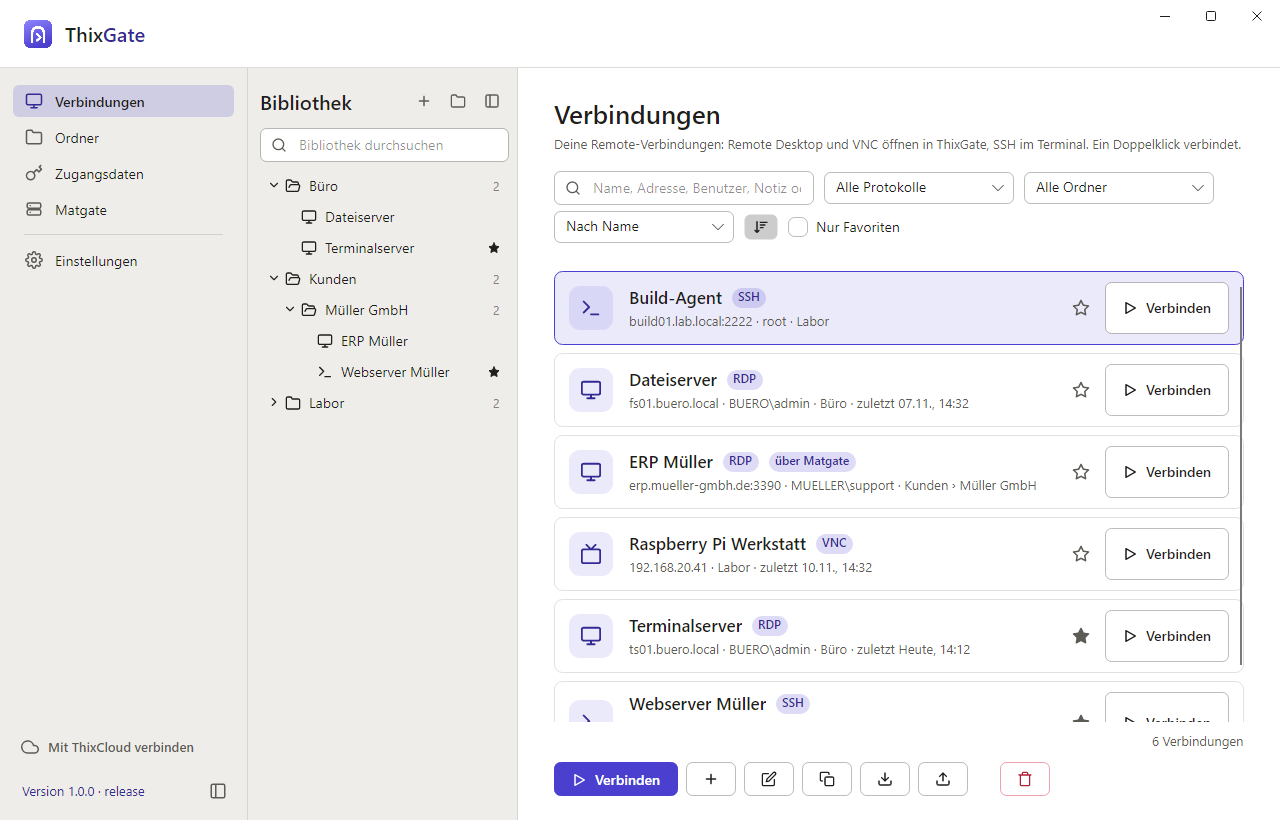 ThixGate
Verbindungen
Ordner
Zugangsdaten
Matgate
Einstellungen
Mit ThixCloud verbinden
Version 1.0.0 · release
Bibliothek
Bibliothek durchsuchen
Büro 2
Dateiserver
Terminalserver
Kunden 2
Müller GmbH 2
ERP Müller
Webserver Müller
Labor 2
Verbindungen
Deine Remote-Verbindungen: Remote Desktop und VNC öffnen in ThixGate, SSH im Terminal. Ein Doppelklick verbindet.
Name, Adresse, Benutzer, Notiz
Alle Protokolle
Alle Ordner
Nach Name
Nur Favoriten
Build-Agent SSH
build01.lab.local:2222 · root · Labor
Verbinden
Dateiserver RDP
fs01.buero.local · BUERO\admin · Büro · zuletzt 07.11., 14:32
Verbinden
ERP Müller RDP über Matgate
erp.mueller-gmbh.de:3390 · MUELLER\support · Kunden › Müller GmbH
Verbinden
Raspberry Pi Werkstatt VNC
192.168.20.41 · Labor · zuletzt 10.11., 14:32
Verbinden
Terminalserver RDP
ts01.buero.local · BUERO\admin · Büro · zuletzt Heute, 14:12
Verbinden
Webserver Müller SSH
Verbinden
6 Verbindungen
Verbinden